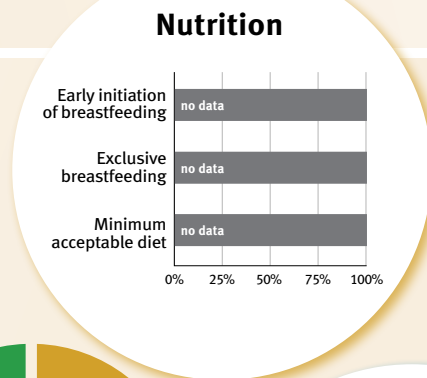 Nutrition
Early initiation
of breastfeeding
no data
Exclusive
breastfeeding
no data
Minimum
acceptable diet
no data
0% 25% 50% 75% 100%